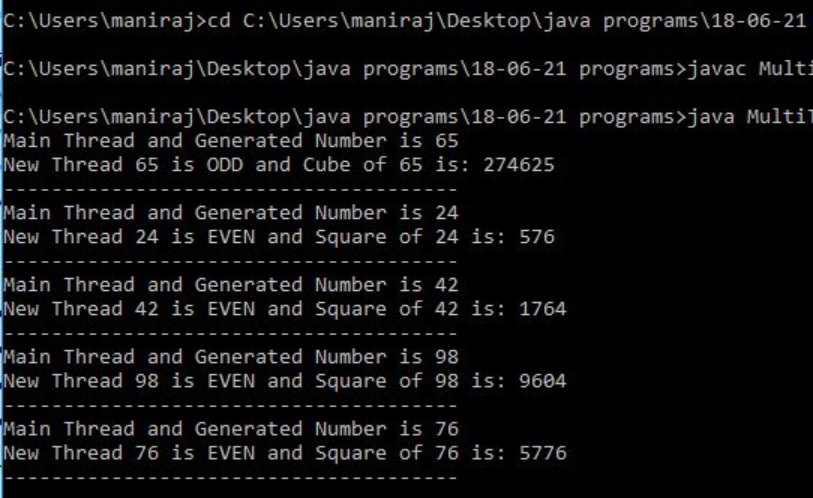 C:\Users\maniraj>cd C:\Users\maniraj\Desktop\java programs\18-06-21
C:\Users\maniraj\Desktop\java programs\18-06-21 programs>javac Multi
C:\Users\maniraj\Desktop\java programs\18-06-21 programs>java MultiT
Main Thread and Generated Number is 65
New Thread 65 is ODD and Cube of 65 is: 274625
--------------------------------------
Main Thread and Generated Number is 24
New Thread 24 is EVEN and Square of 24 is: 576
--------------------------------------
Main Thread and Generated Number is 42
New Thread 42 is EVEN and Square of 42 is: 1764
--------------------------------------
Main Thread and Generated Number is 98
New Thread 98 is EVEN and Square of 98 is: 9604
--------------------------------------
Main Thread and Generated Number is 76
New Thread 76 is EVEN and Square of 76 is: 5776
--------------------------------------